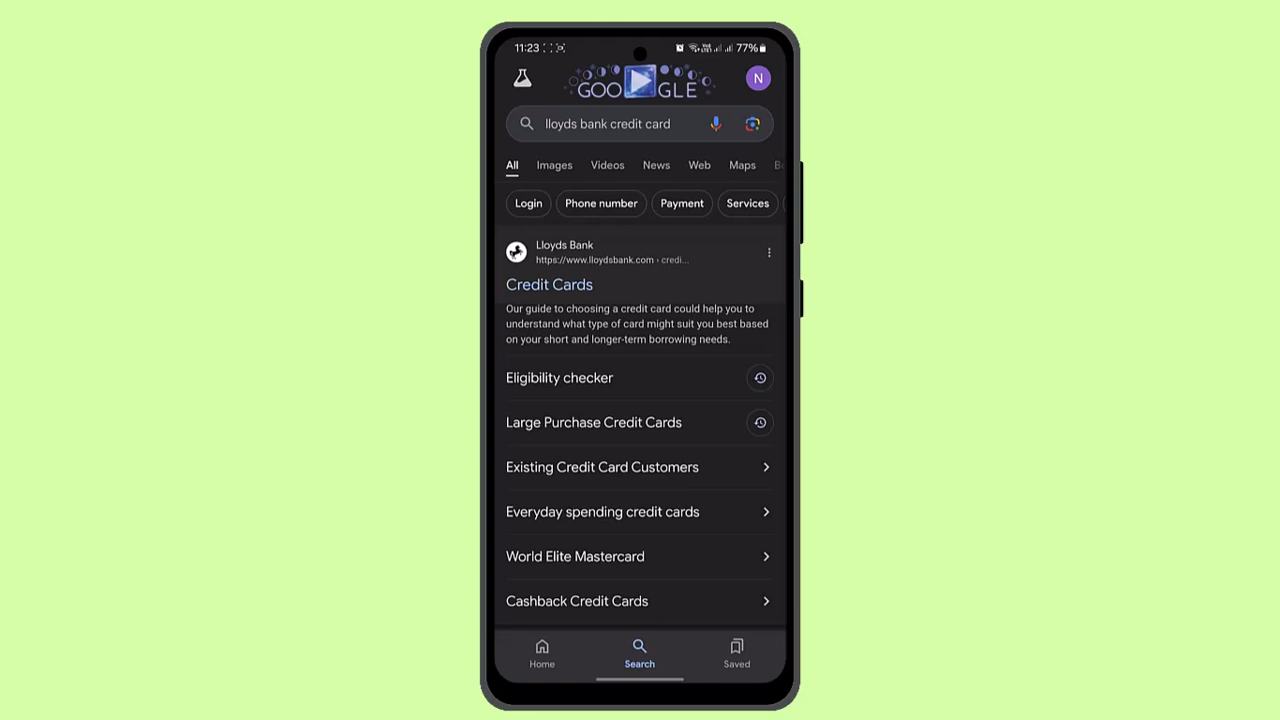 11:23
77%
GOO GLE
N
lloyds bank credit card
All Images Videos News Web Maps
Login Phone number Payment Services
Lloyds Bank
https://www.lloydsbank.com › credi...
Credit Cards
Our guide to choosing a credit card could help you to
understand what type of card might suit you best based
on your short and longer-term borrowing needs.
Eligibility checker
Large Purchase Credit Cards
Existing Credit Card Customers
Everyday spending credit cards
World Elite Mastercard
Cashback Credit Cards
Home Search Saved